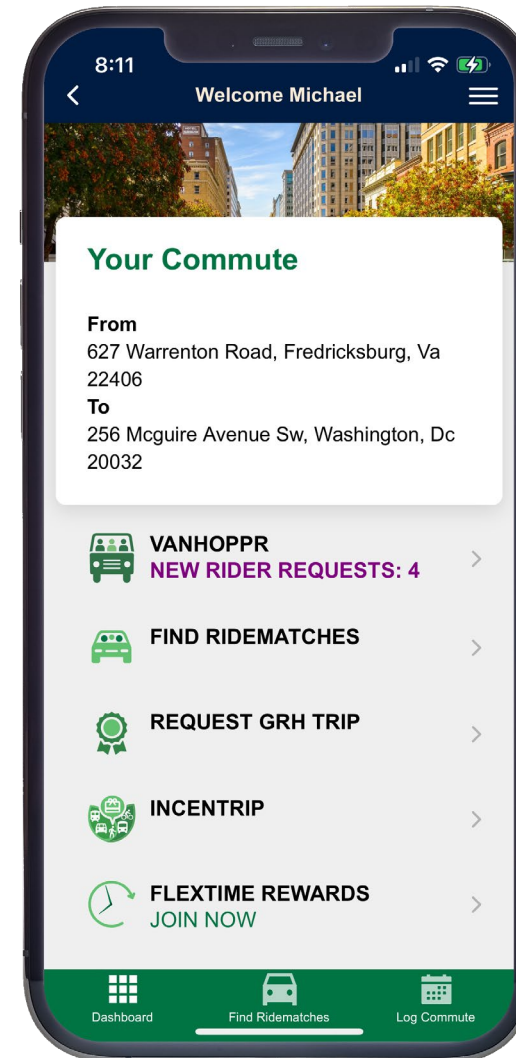 8:11
Welcome Michael
Your Commute
From
627 Warrenton Road, Fredricksburg, Va
22406
To
256 Mcguire Avenue Sw, Washington, Dc
20032
VANHOPPR
NEW RIDER REQUESTS: 4
FIND RIDEMATCHES
REQUEST GRH TRIP
INCENTRIP
FLEXTIME REWARDS
JOIN NOW
Dashboard Find Ridematches Log Commute